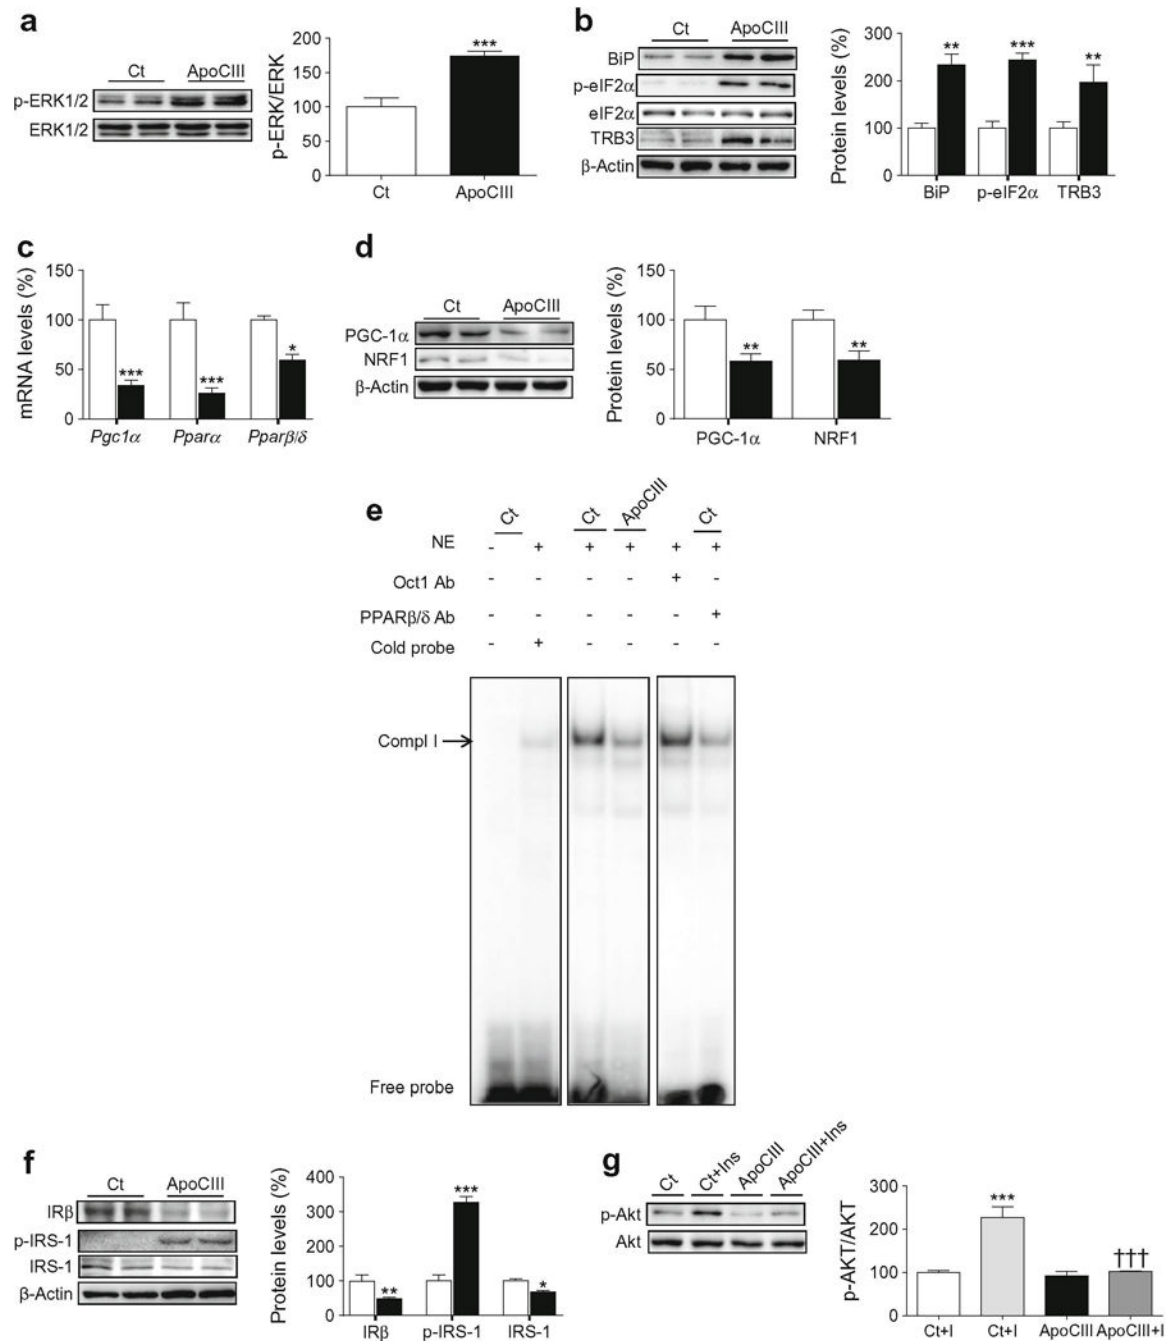 a
Ct ApoCIII
p-ERK1/2
ERK1/2
p-ERK/ERK
200
150
100
50
0
***
Ct ApoCIII
b
Ct ApoCIII
BiP
p-eIF2α
eIF2α
TRB3
β-Actin
Protein levels (%)
300
200
100
0
** *** **
BiP p-eIF2α TRB3
c
mRNA levels (%)
150
100
50
0
*** *** *
Pgc1α Pparα Pparβ/δ
d
Ct ApoCIII
PGC-1α
NRF1
β-Actin
Protein levels (%)
150
100
50
0
** **
PGC-1α NRF1
e
Ct Ct ApoCIII Ct
NE - + + + + +
Oct1 Ab - - - - + -
PPARβ/δ Ab - - - - - +
Cold probe - + - - - -
Compl I
Free probe
f
Ct ApoCIII
IRβ
p-IRS-1
IRS-1
β-Actin
Protein levels (%)
400
300
200
100
0
** *** *
IRβ p-IRS-1 IRS-1
g
Ct Ct+Ins ApoCIII ApoCIII+Ins
p-Akt
Akt
p-AKT/AKT
300
200
100
0
*** †††
Ct+I Ct+I ApoCIII ApoCIII+I